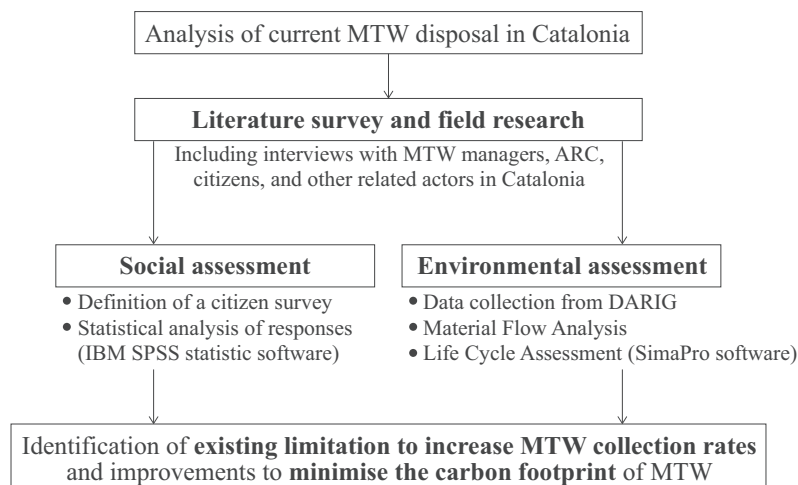 Analysis of current MTW disposal in Catalonia
Literature survey and field research
Including interviews with MTW managers, ARC,
citizens, and other related actors in Catalonia
Social assessment
• Definition of a citizen survey
• Statistical analysis of responses
(IBM SPSS statistic software)
Environmental assessment
• Data collection from DARIG
• Material Flow Analysis
• Life Cycle Assessment (SimaPro software)
Identification of existing limitation to increase MTW collection rates
and improvements to minimise the carbon footprint of MTW